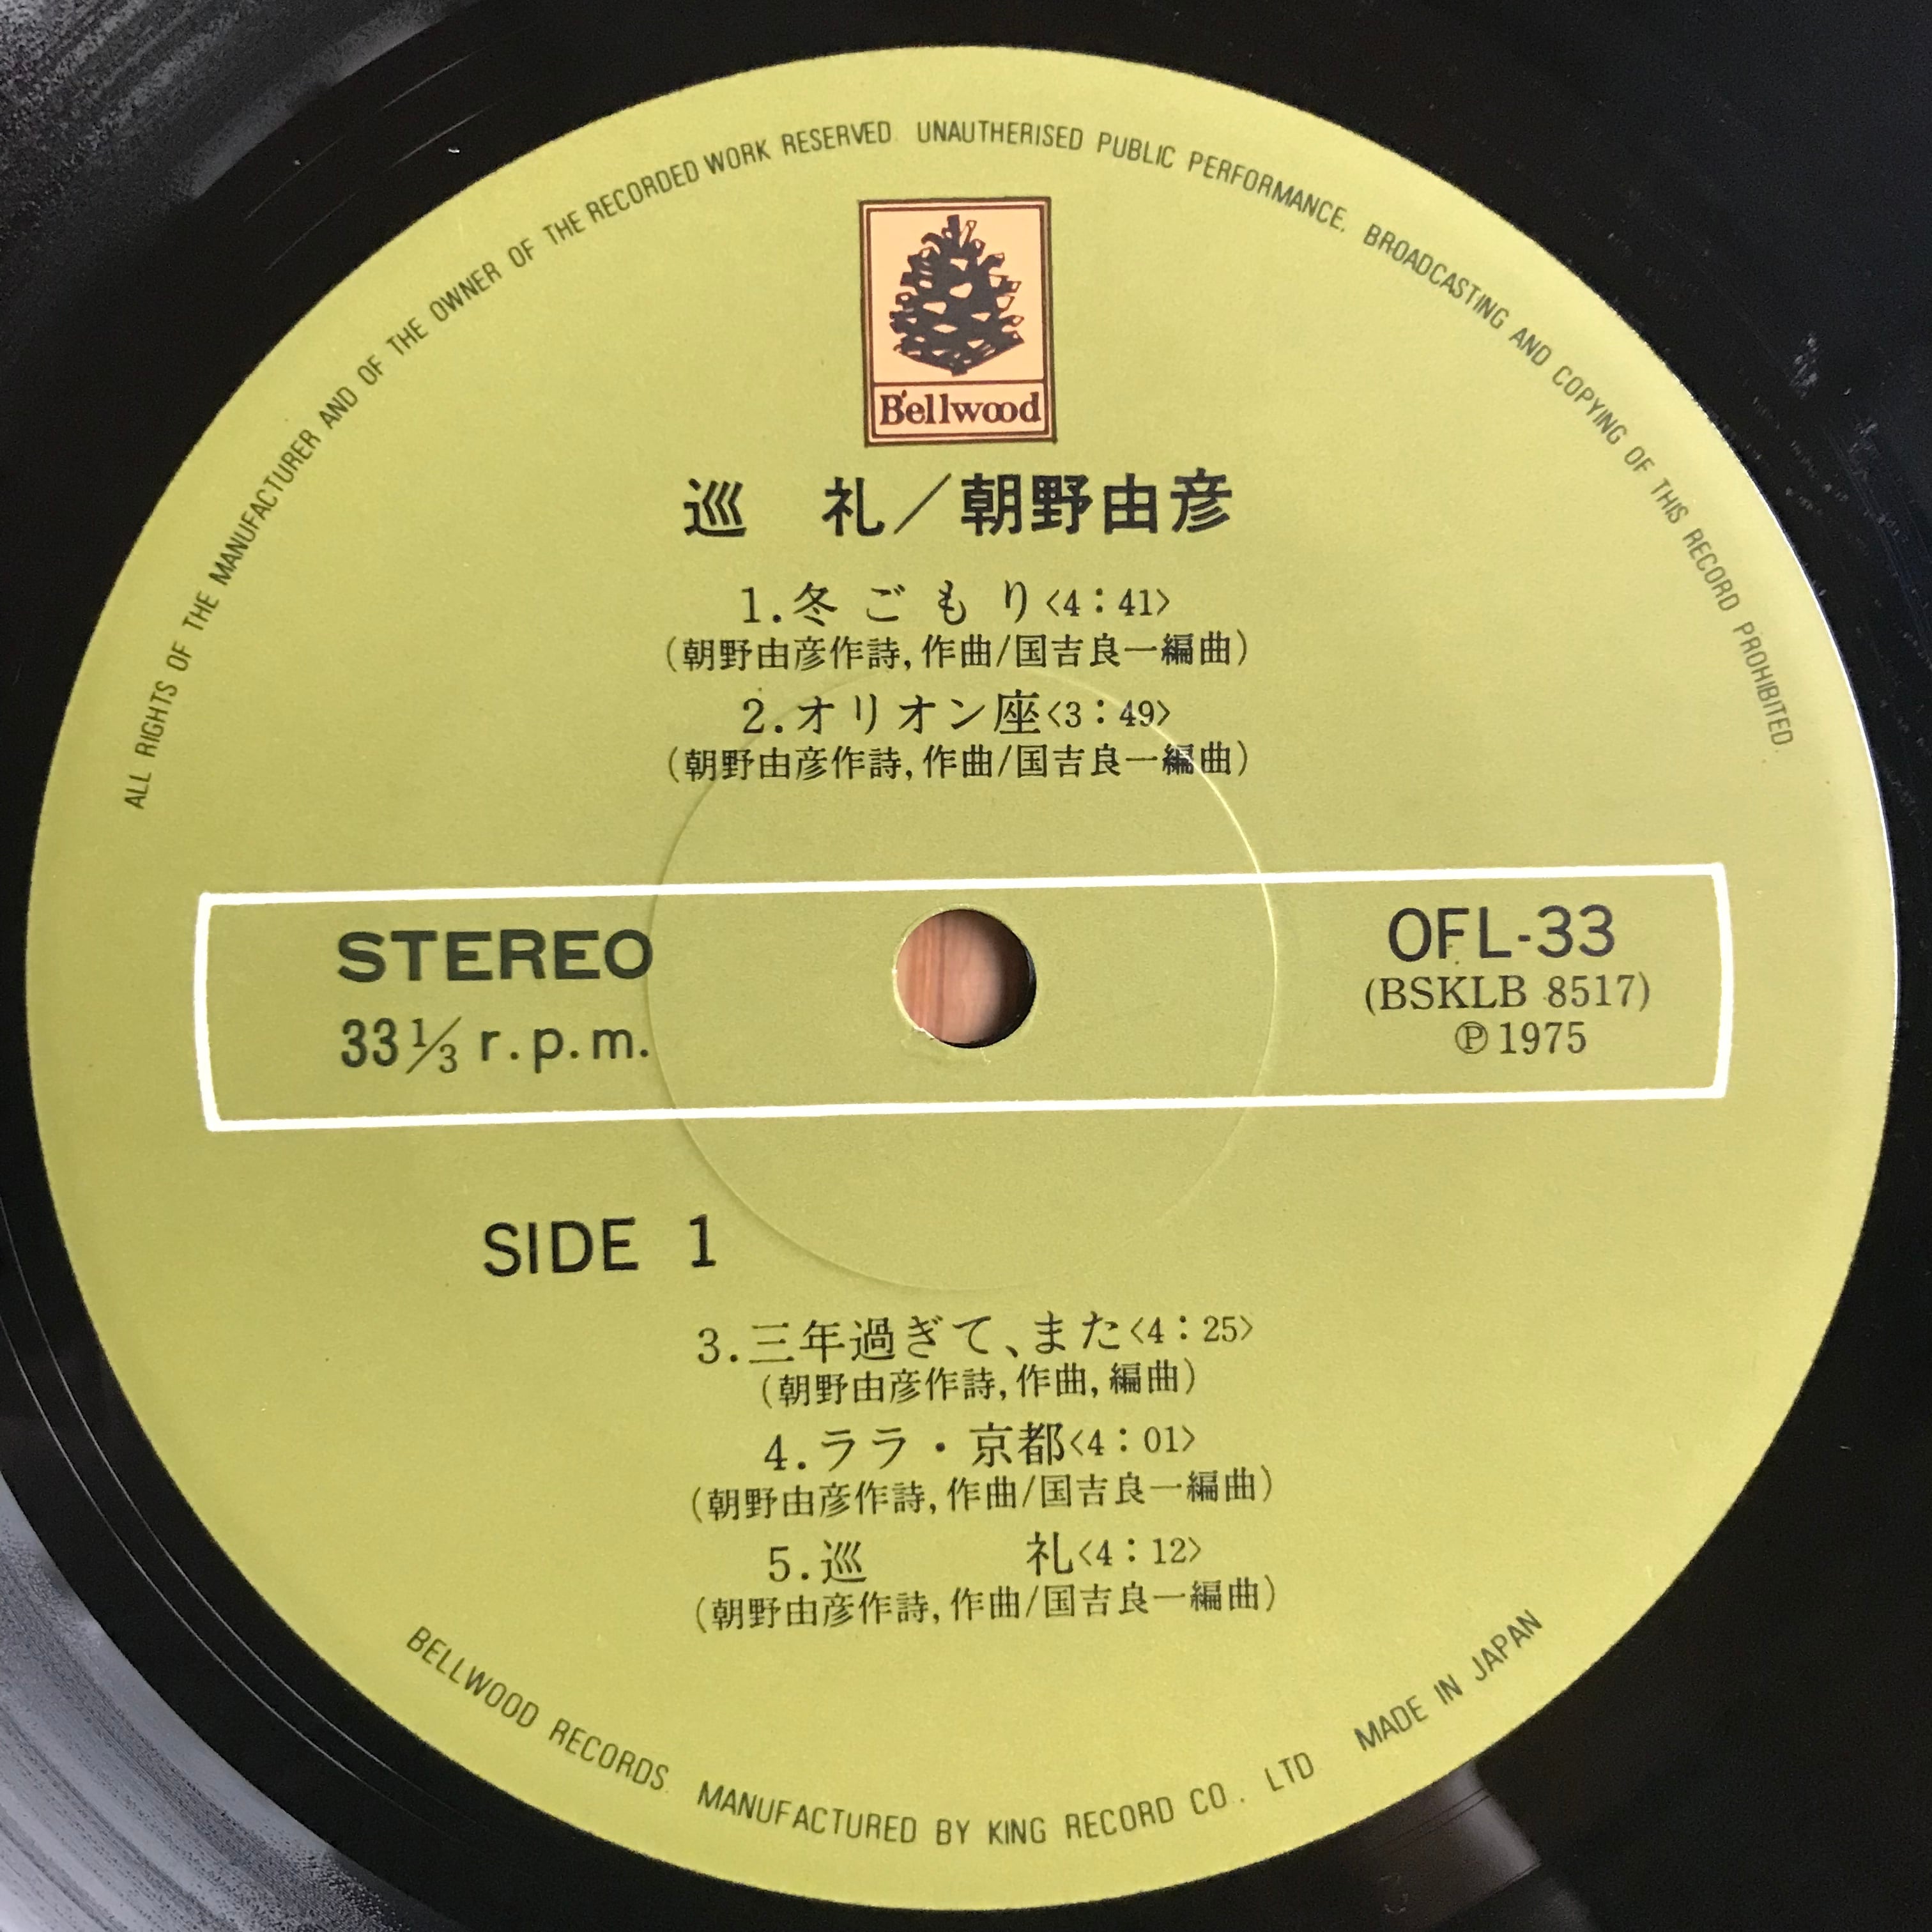 ALL RIGHTS OF THE MANUFACTURER AND OF THE OWNER OF THE RECORDED WORK RESERVED. UNAUTHERISED PUBLIC PERFORMANCE, BROADCASTING AND COPYING OF THIS RECORD PROHIBITED.
Bellwood
巡　礼／朝野由彦
1.冬ごもり〈4：41〉
(朝野由彦作詩,作曲/国吉良一編曲)
2.オリオン座〈3：49〉
(朝野由彦作詩,作曲/国吉良一編曲)
STEREO
33⅓ r.p.m.
OFL-33
(BSKLB 8517)
℗1975
SIDE 1
3.三年過ぎて、また〈4：25〉
(朝野由彦作詩,作曲,編曲)
4.ララ・京都〈4：01〉
(朝野由彦作詩,作曲/国吉良一編曲)
5.巡　礼〈4：12〉
(朝野由彦作詩,作曲/国吉良一編曲)
BELLWOOD RECORDS. MANUFACTURED BY KING RECORD CO., LTD MADE IN JAPAN